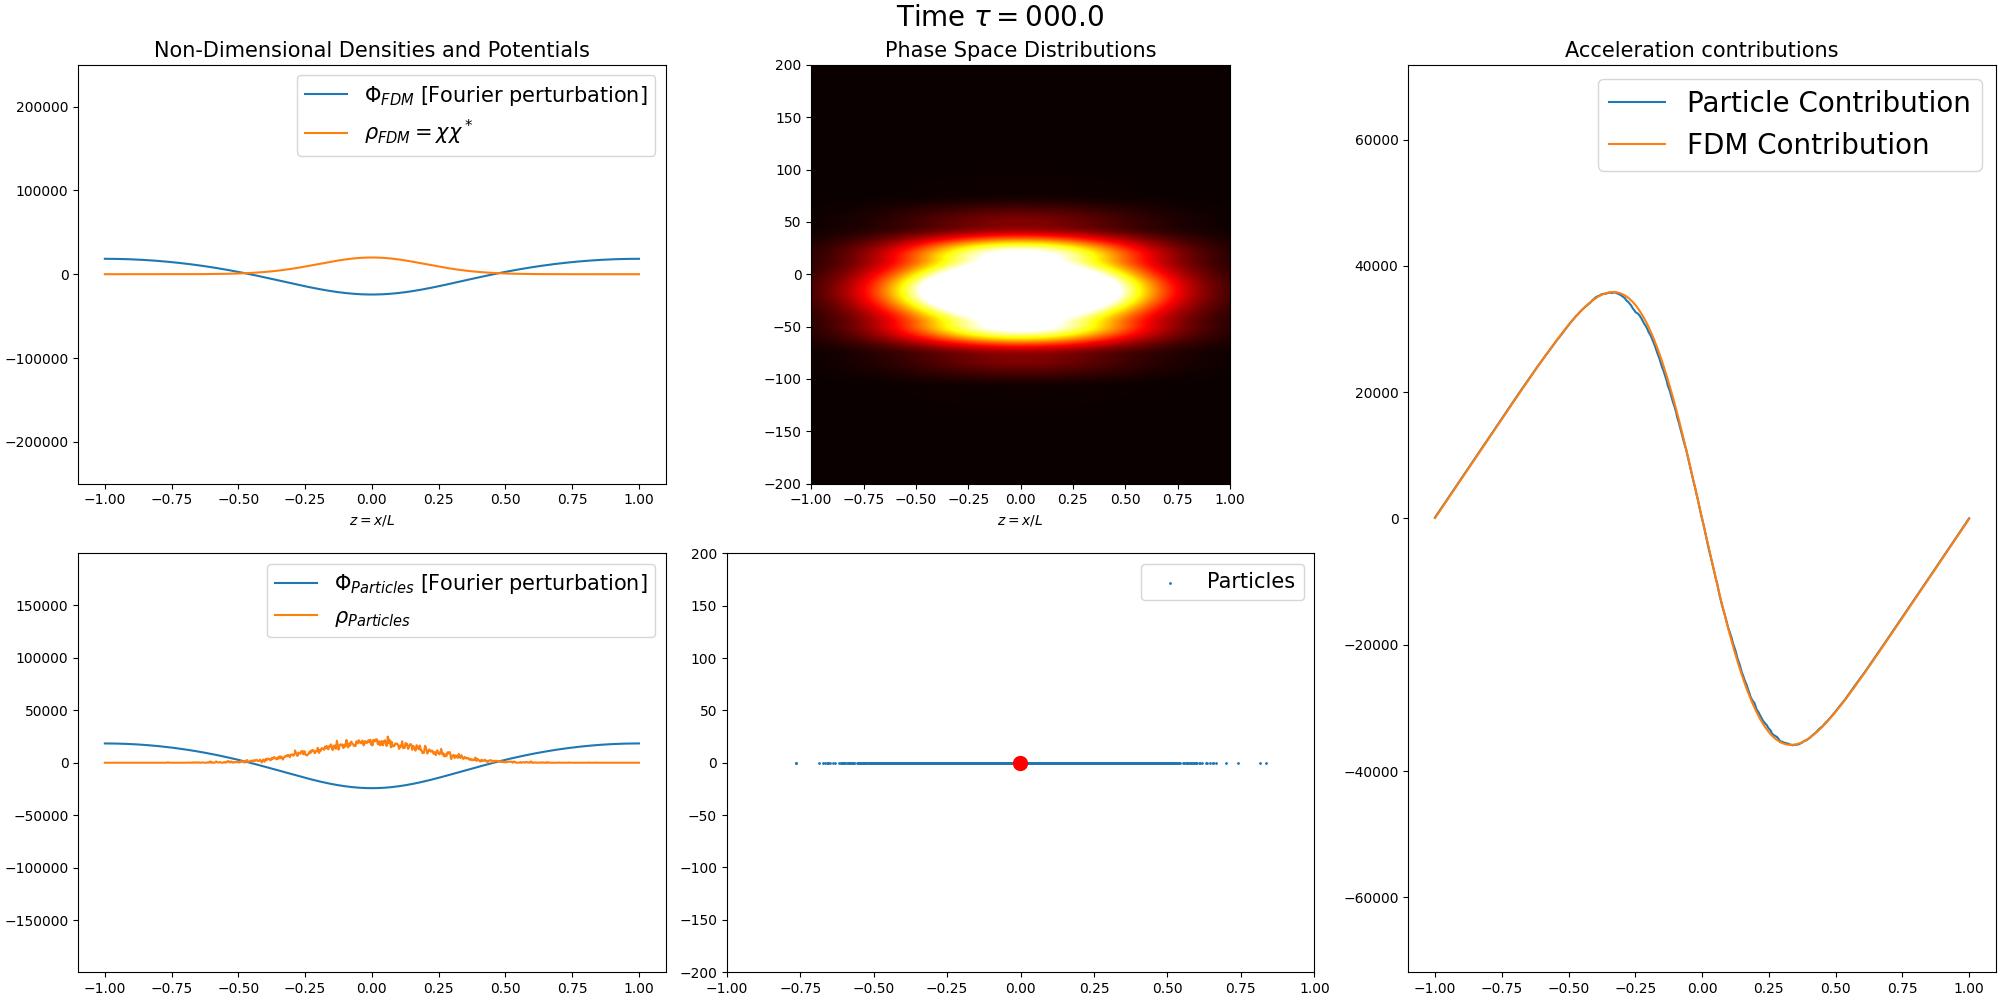 Time τ = 000.0
Non-Dimensional Densities and Potentials
Φ_FDM [Fourier perturbation]
ρ_FDM = χχ*
200000
100000
0
−100000
−200000
−1.00 −0.75 −0.50 −0.25 0.00 0.25 0.50 0.75 1.00
z = x/L
Phase Space Distributions
200
150
100
50
0
−50
−100
−150
−200
−1.00 −0.75 −0.50 −0.25 0.00 0.25 0.50 0.75 1.00
z = x/L
Acceleration contributions
Particle Contribution
FDM Contribution
60000
40000
20000
0
−20000
−40000
−60000
−1.00 −0.75 −0.50 −0.25 0.00 0.25 0.50 0.75 1.00
Φ_Particles [Fourier perturbation]
ρ_Particles
150000
100000
50000
0
−50000
−100000
−150000
−1.00 −0.75 −0.50 −0.25 0.00 0.25 0.50 0.75 1.00
Particles
200
150
100
50
0
−50
−100
−150
−200
−1.00 −0.75 −0.50 −0.25 0.00 0.25 0.50 0.75 1.00